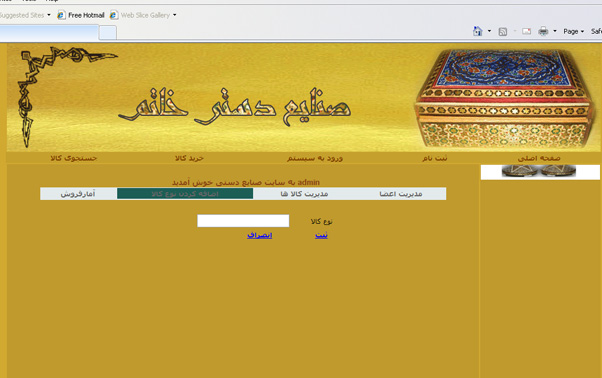 Suggested Sites Free Hotmail Web Slice Gallery
Page Safe
صنایع دستی خاتم
صفحه اصلی ثبت نام ورود به سیستم خرید کالا جستجوی کالا
admin به سایت صنایع دستی خوش آمدید
مدیریت اعضا مدیریت کالا ها اضافه کردن نوع کالا آمارفروش
نوع کالا
ثبت انصراف